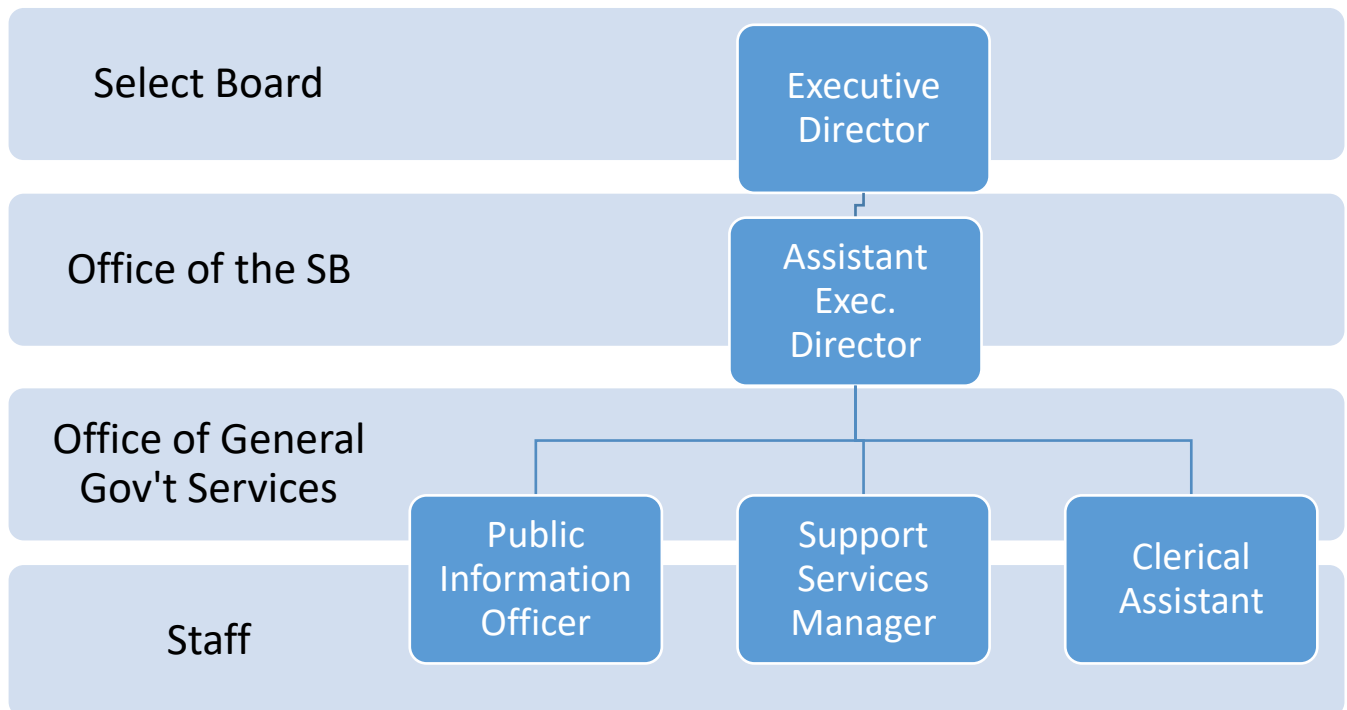 Select Board
Executive
Director
Office of the SB
Assistant
Exec.
Director
Office of General
Gov't Services
Public
Information
Officer
Support
Services
Manager
Clerical
Assistant
Staff